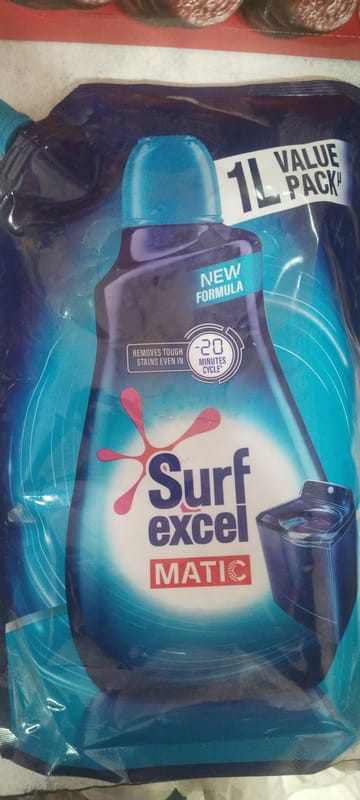 1L VALUE
PACK#
NEW
FORMULA
REMOVES TOUGH
STAINS EVEN IN
-20
MINUTES
CYCLE*
Surf
excel
MATIC